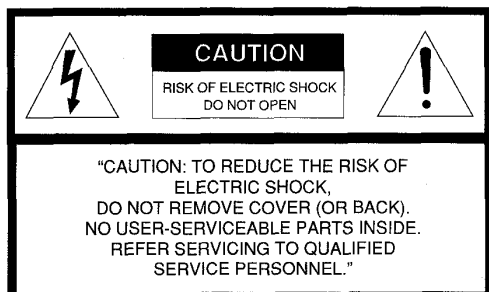 CAUTION
RISK OF ELECTRIC SHOCK
DO NOT OPEN
"CAUTION: TO REDUCE THE RISK OF
ELECTRIC SHOCK,
DO NOT REMOVE COVER (OR BACK).
NO USER-SERVICEABLE PARTS INSIDE.
REFER SERVICING TO QUALIFIED
SERVICE PERSONNEL."